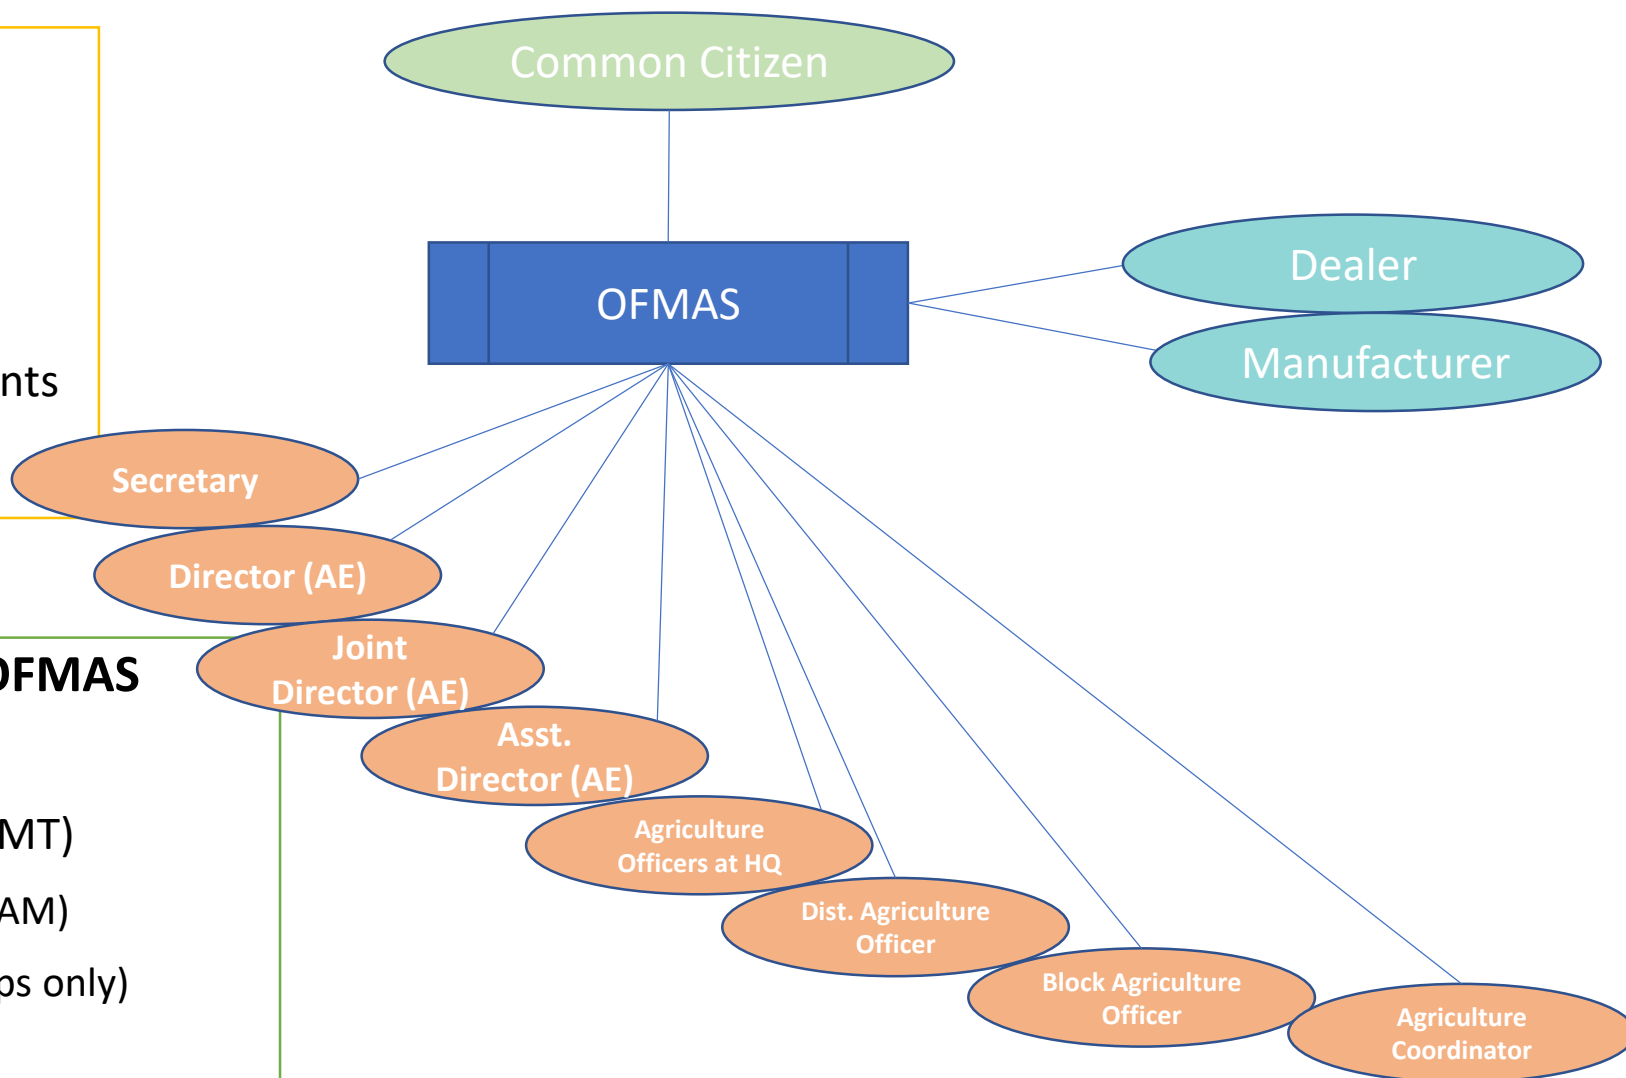 Common Citizen
OFMAS
Dealer
Manufacturer
nts
Secretary
Director (AE)
OFMAS
Joint
Director (AE)
Asst.
Director (AE)
MT)
AM)
ps only)
Agriculture
Officers at HQ
Dist. Agriculture
Officer
Block Agriculture
Officer
Agriculture
Coordinator